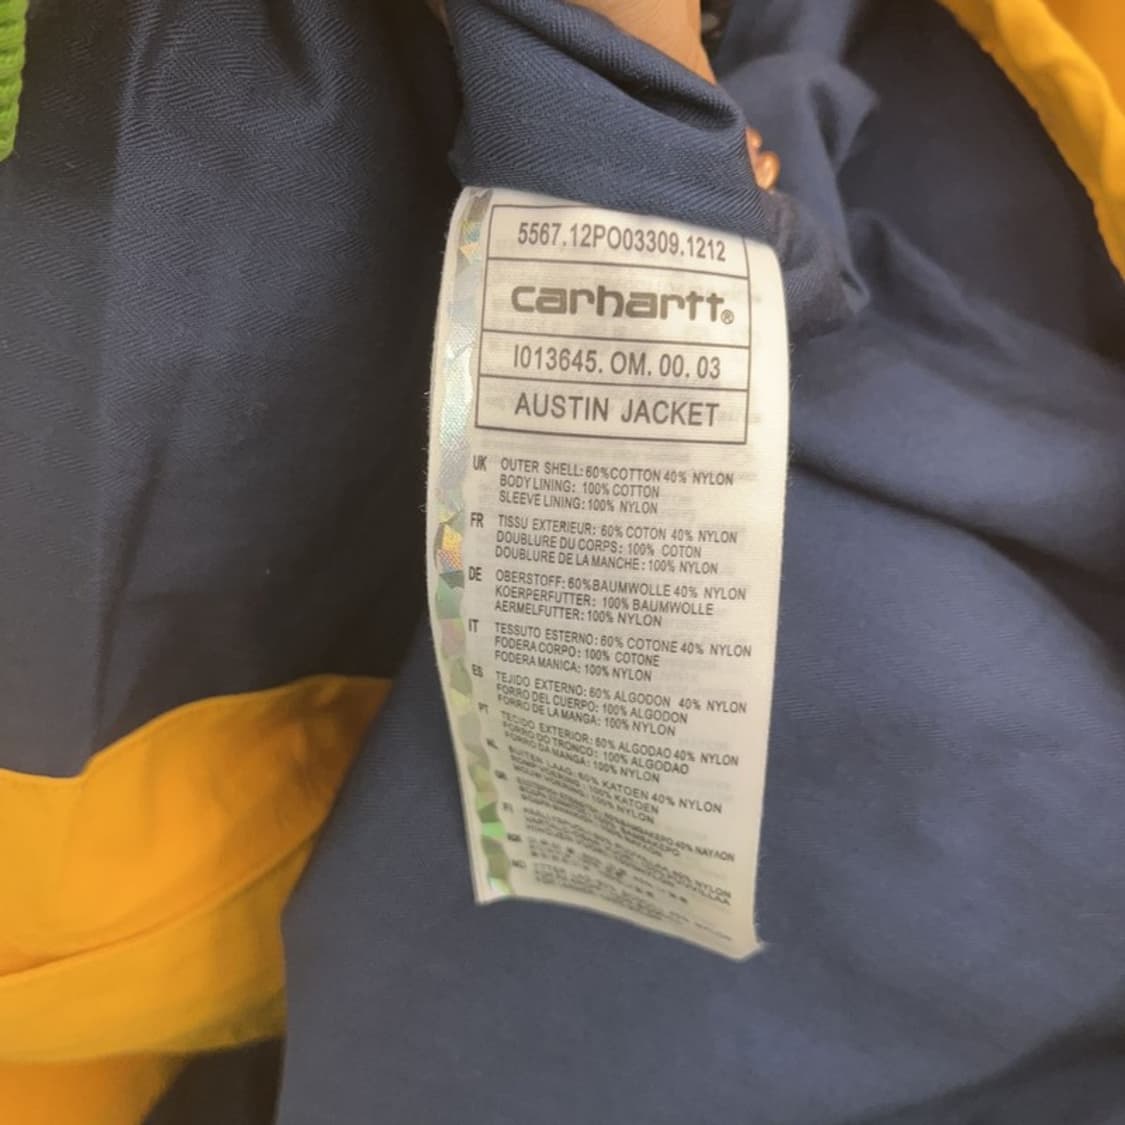 5567.12PO03309.1212
carhartt®
I013645. OM. 00. 03
AUSTIN JACKET
UK OUTER SHELL: 60%COTTON 40% NYLON
BODY LINING: 100% COTTON
SLEEVE LINING: 100% NYLON
FR TISSU EXTERIEUR: 60% COTON 40% NYLON
DOUBLURE DU CORPS: 100% COTON
DOUBLURE DE LA MANCHE: 100% NYLON
DE OBERSTOFF: 60%BAUMWOLLE 40% NYLON
KOERPERFUTTER: 100% BAUMWOLLE
AERMELFUTTER: 100% NYLON
IT TESSUTO ESTERNO: 60% COTONE 40% NYLON
FODERA CORPO: 100% COTONE
FODERA MANICA: 100% NYLON
ES TEJIDO EXTERNO: 60% ALGODON 40% NYLON
FORRO DEL CUERPO: 100% ALGODON
FORRO DE LA MANGA: 100% NYLON
PT TECIDO EXTERIOR: 60% ALGODAO 40% NYLON
FORRO DO TRONCO: 100% ALGODAO
FORRO DA MANGA: 100% NYLON
NL BUITEN LAAG: 60% KATOEN 40% NYLON
ROMP VOERING: 100% KATOEN
MOUW VOERING: 100% NYLON